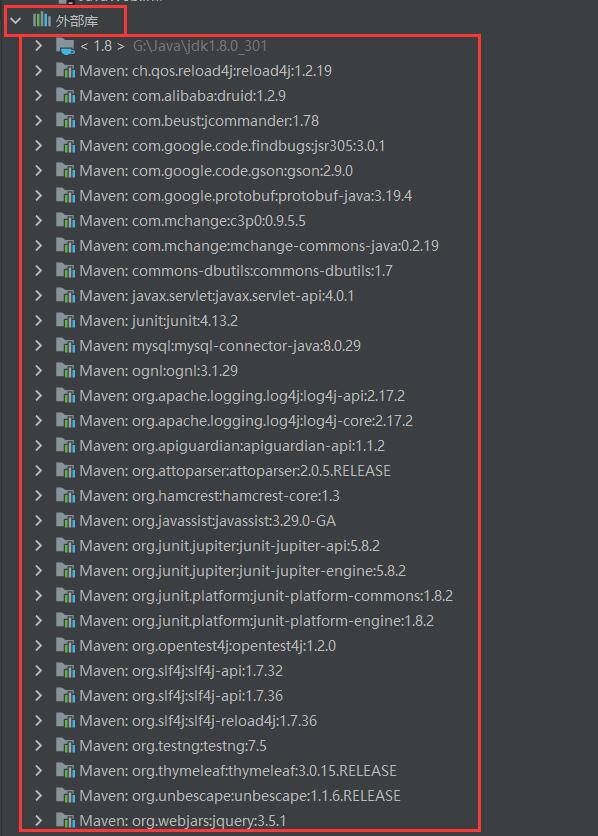 外部库
< 1.8 > G:\Java\jdk1.8.0_301
Maven: ch.qos.reload4j:reload4j:1.2.19
Maven: com.alibaba:druid:1.2.9
Maven: com.beust:jcommander:1.78
Maven: com.google.code.findbugs:jsr305:3.0.1
Maven: com.google.code.gson:gson:2.9.0
Maven: com.google.protobuf:protobuf-java:3.19.4
Maven: com.mchange:c3p0:0.9.5.5
Maven: com.mchange:mchange-commons-java:0.2.19
Maven: commons-dbutils:commons-dbutils:1.7
Maven: javax.servlet:javax.servlet-api:4.0.1
Maven: junit:junit:4.13.2
Maven: mysql:mysql-connector-java:8.0.29
Maven: ognl:ognl:3.1.29
Maven: org.apache.logging.log4j:log4j-api:2.17.2
Maven: org.apache.logging.log4j:log4j-core:2.17.2
Maven: org.apiguardian:apiguardian-api:1.1.2
Maven: org.attoparser:attoparser:2.0.5.RELEASE
Maven: org.hamcrest:hamcrest-core:1.3
Maven: org.javassist:javassist:3.29.0-GA
Maven: org.junit.jupiter:junit-jupiter-api:5.8.2
Maven: org.junit.jupiter:junit-jupiter-engine:5.8.2
Maven: org.junit.platform:junit-platform-commons:1.8.2
Maven: org.junit.platform:junit-platform-engine:1.8.2
Maven: org.opentest4j:opentest4j:1.2.0
Maven: org.slf4j:slf4j-api:1.7.32
Maven: org.slf4j:slf4j-api:1.7.36
Maven: org.slf4j:slf4j-reload4j:1.7.36
Maven: org.testng:testng:7.5
Maven: org.thymeleaf:thymeleaf:3.0.15.RELEASE
Maven: org.unbescape:unbescape:1.1.6.RELEASE
Maven: org.webjars:jquery:3.5.1